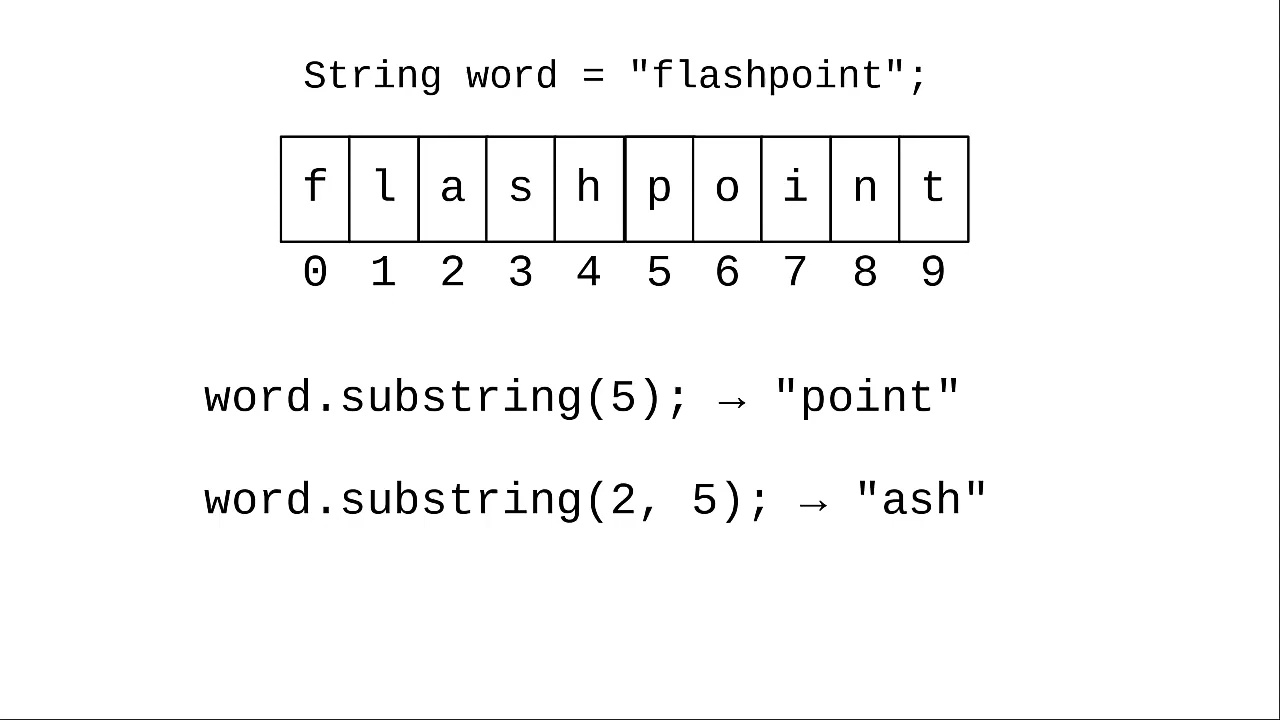 String word = "flashpoint";
f l a s h p o i n t
0 1 2 3 4 5 6 7 8 9
word.substring(5); → "point"
word.substring(2, 5); → "ash"